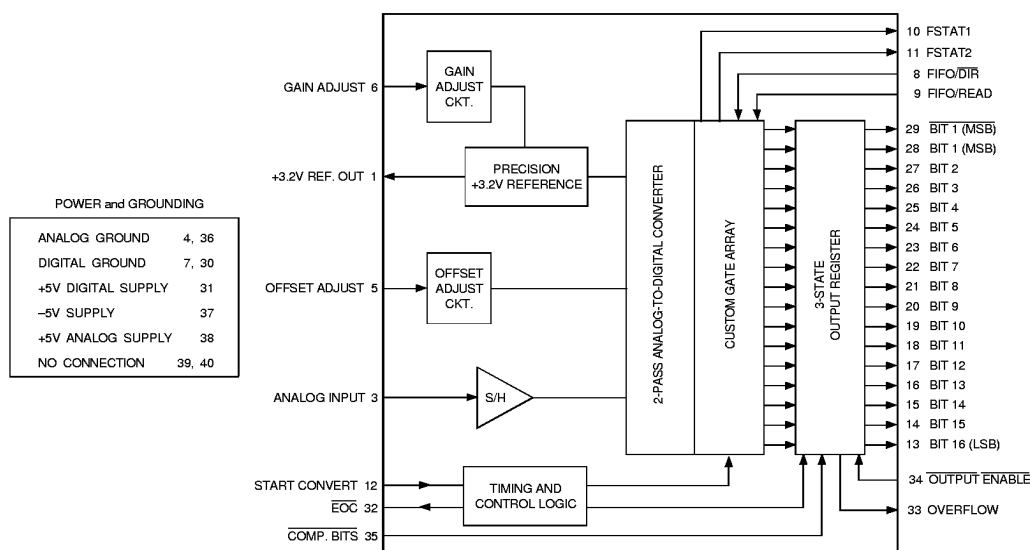 POWER and GROUNDING
ANALOG GROUND 4, 36
DIGITAL GROUND 7, 30
+5V DIGITAL SUPPLY 31
–5V SUPPLY 37
+5V ANALOG SUPPLY 38
NO CONNECTION 39, 40
GAIN ADJUST 6
+3.2V REF. OUT 1
OFFSET ADJUST 5
ANALOG INPUT 3
START CONVERT 12
EOC 32
COMP. BITS 35
GAIN
ADJUST
CKT.
PRECISION
+3.2V REFERENCE
OFFSET
ADJUST
CKT.
S/H
TIMING AND
CONTROL LOGIC
2-PASS ANALOG-TO-DIGITAL CONVERTER
CUSTOM GATE ARRAY
3-STATE
OUTPUT REGISTER
10 FSTAT1
11 FSTAT2
8 FIFO/DIR
9 FIFO/READ
29 BIT 1 (MSB)
28 BIT 1 (MSB)
27 BIT 2
26 BIT 3
25 BIT 4
24 BIT 5
23 BIT 6
22 BIT 7
21 BIT 8
20 BIT 9
19 BIT 10
18 BIT 11
17 BIT 12
16 BIT 13
15 BIT 14
14 BIT 15
13 BIT 16 (LSB)
34 OUTPUT ENABLE
33 OVERFLOW